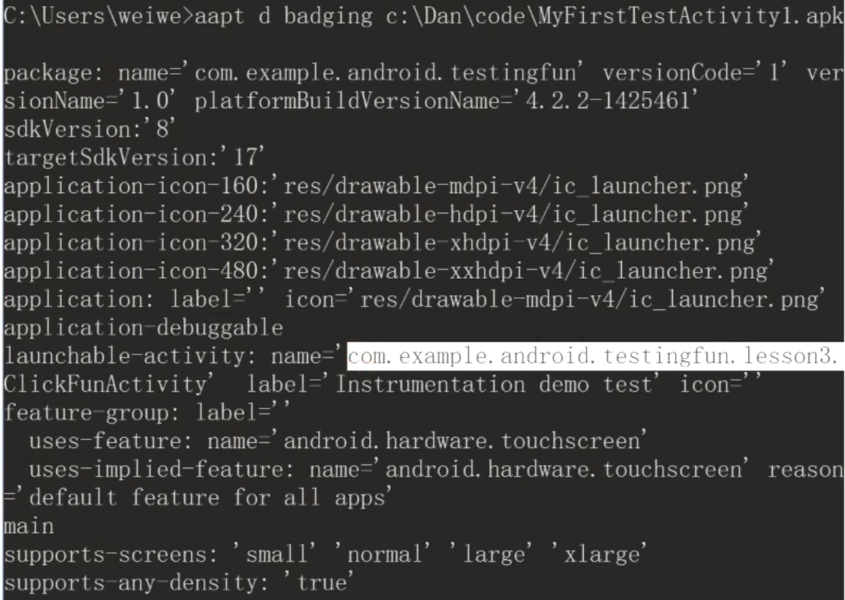 C:\Users\weiwe>aapt d badging c:\Dan\code\MyFirstTestActivity1.apk
package: name='com.example.android.testingfun' versionCode='1' ver
sionName='1.0' platformBuildVersionName='4.2.2-1425461'
sdkVersion:'8'
targetSdkVersion:'17'
application-icon-160:'res/drawable-mdpi-v4/ic_launcher.png'
application-icon-240:'res/drawable-hdpi-v4/ic_launcher.png'
application-icon-320:'res/drawable-xhdpi-v4/ic_launcher.png'
application-icon-480:'res/drawable-xxhdpi-v4/ic_launcher.png'
application: label='' icon='res/drawable-mdpi-v4/ic_launcher.png'
application-debuggable
launchable-activity: name='com.example.android.testingfun.lesson3.
ClickFunActivity'  label='Instrumentation demo test' icon=''
feature-group: label=''
  uses-feature: name='android.hardware.touchscreen'
  uses-implied-feature: name='android.hardware.touchscreen' reason
='default feature for all apps'
main
supports-screens: 'small' 'normal' 'large' 'xlarge'
supports-any-density: 'true'